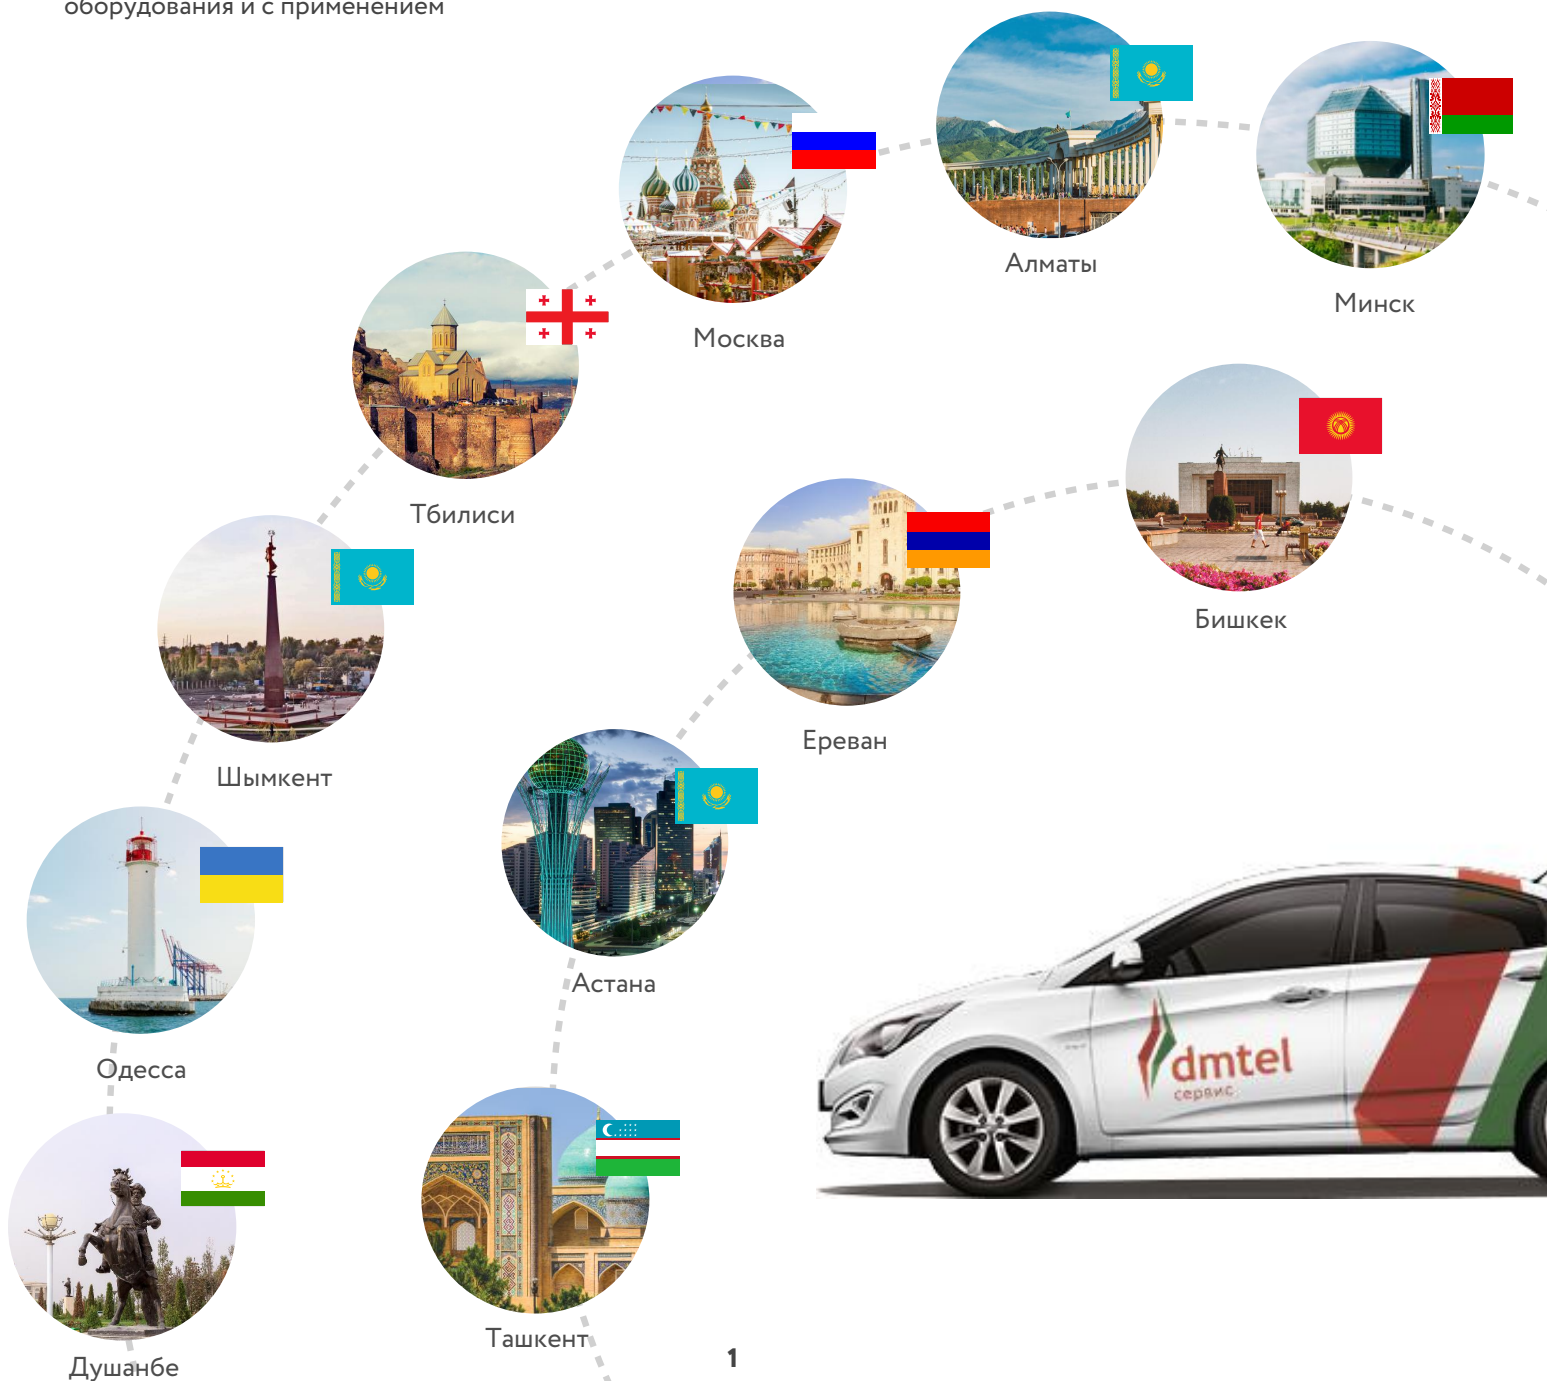 оборудования и с применением
Алматы
Минск
Москва
Тбилиси
Бишкек
Ереван
Шымкент
Астана
Одесса
dmtel
сервис
Ташкент
Душанбе
1